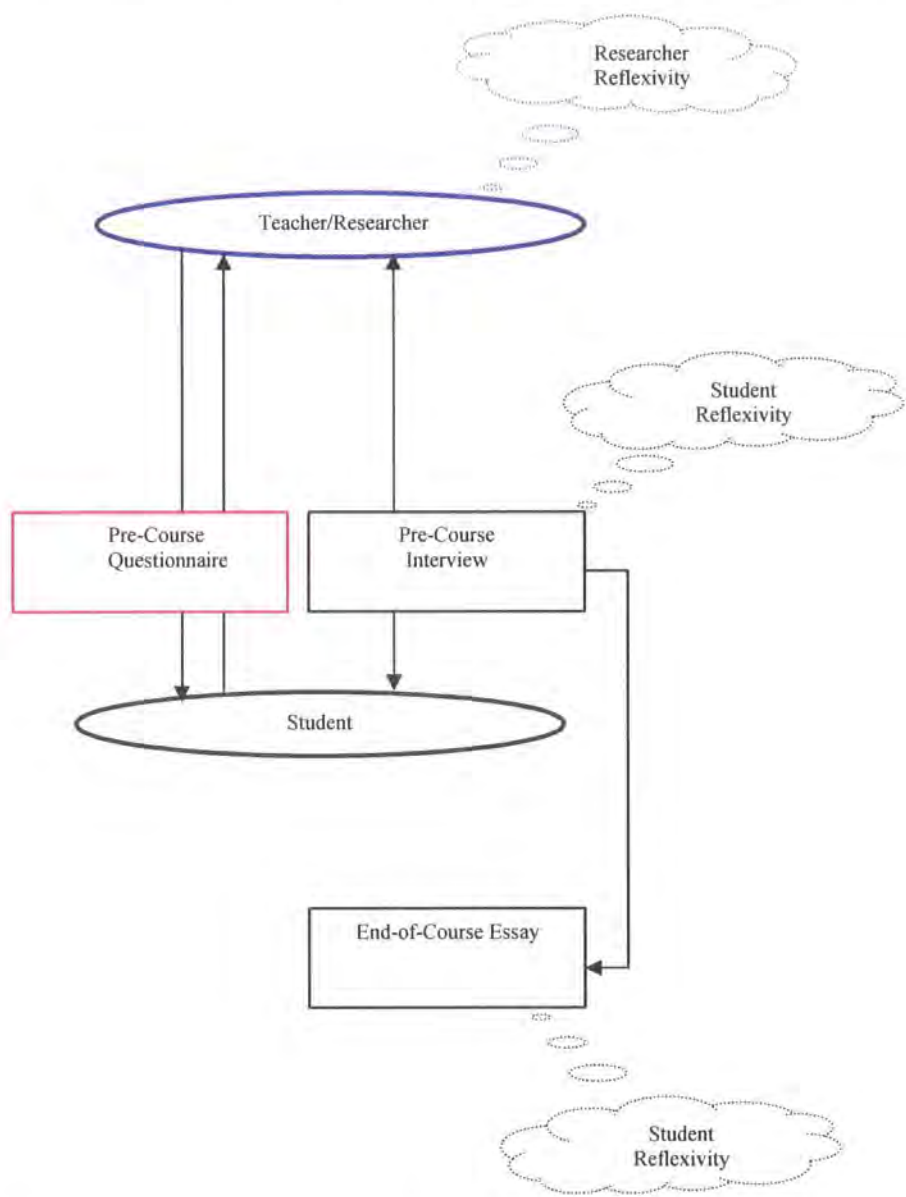 Researcher
Reflexivity
Teacher/Researcher
Student
Reflexivity
Pre-Course
Questionnaire
Pre-Course
Interview
Student
End-of-Course Essay
Student
Reflexivity